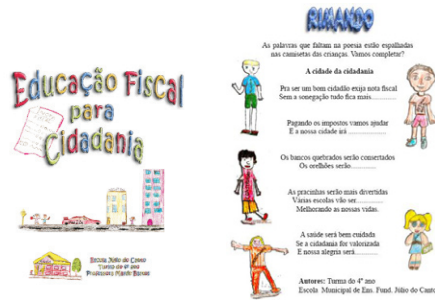 Educação Fiscal
para
Cidadania
Escola Júlio do Canto
Turma do 4º ano
RIMANDO
As palavras que faltam na poesia estão espalhadas
nas camisetas das crianças. Vamos completar?
A cidade da cidadania
Pra ser um bom cidadão exija nota fiscal
Sem a sonegação tudo fica mais..........
Pagando os impostos vamos ajudar
E a nossa cidade irá ..............
Os bancos quebrados serão consertados
Os orelhões serão..............
As pracinhas serão mais divertidas
Várias escolas vão ser..............
Melhorando as nossas vidas.
A saúde será bem cuidada
Se a cidadania for valorizada
E nossa alegria será..............
Autores: Turma do 4º ano
Escola Municipal de Ens. Fund. Júlio do Canto